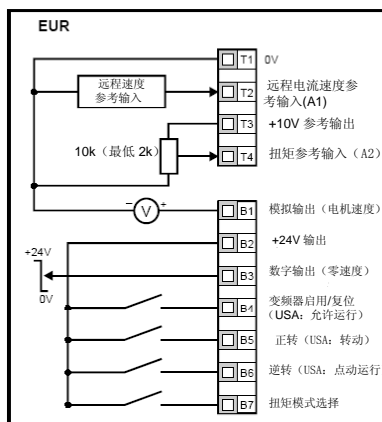 EUR
T1 0V
远程速度
参考输入
T2 远程电流速度参
考输入(A1)
T3 +10V 参考输出
10k（最低 2k）
T4 扭矩参考输入（A2）
− V +
B1 模拟输出（电机速度）
B2 +24V 输出
+24V
0V
B3 数字输出（零速度）
B4 变频器启用/复位
（USA：允许运行）
B5 正转（USA：转动）
B6 逆转（USA：点动运行
B7 扭矩模式选择